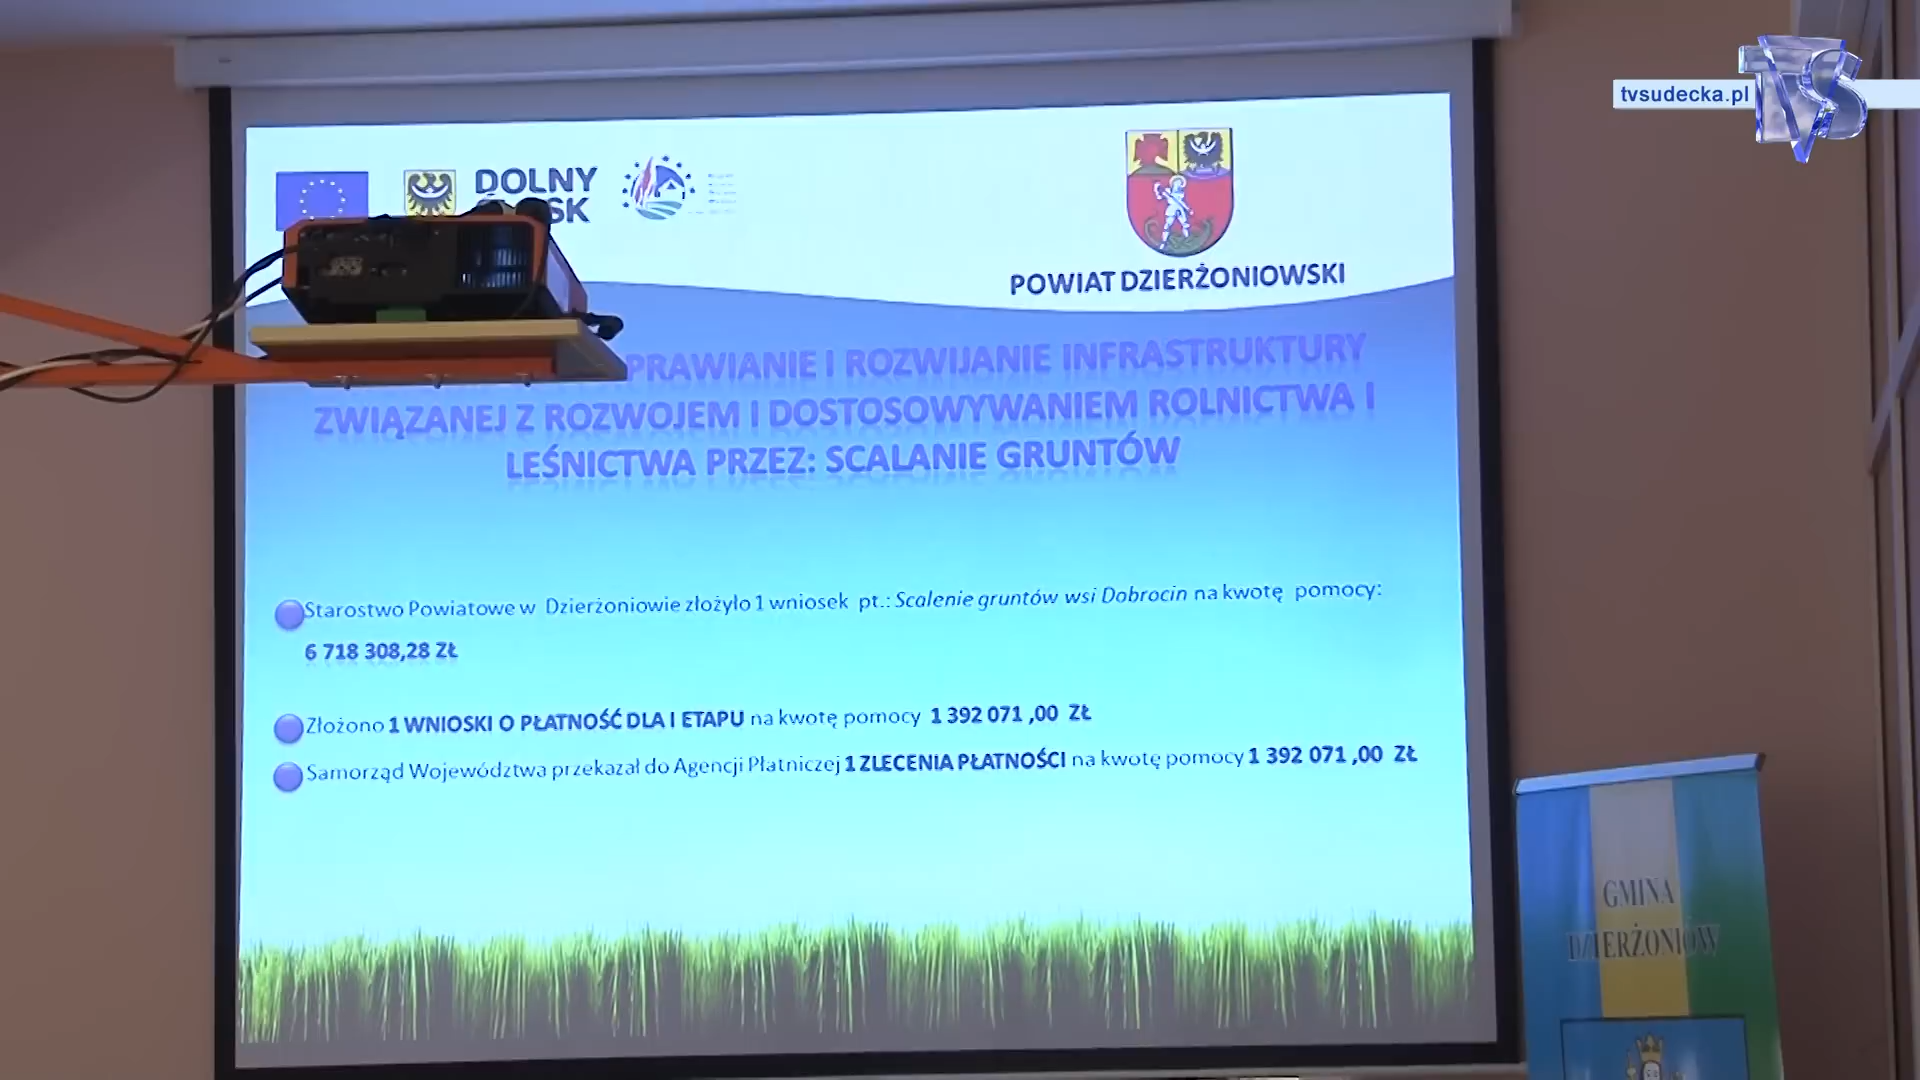 tvsudecka.pl
TVS
DOLNY
POWIAT DZIERŻONIOWSKI
I ROZWIJANIE INFRASTRUKTURY
ZWIĄZANEJ Z ROZWOJEM I DOSTOSOWYWANIEM ROLNICTWA I
LEŚNICTWA PRZEZ: SCALANIE GRUNTÓW
Starostwo Powiatowe w Dzierżoniowie złożyło 1 wniosek pt.: Scalenie gruntów wsi Dobrocin na kwotę pomocy:
6 718 308,28 ZŁ
Złożono 1 WNIOSKI O PŁATNOŚĆ DLA I ETAPU na kwotę pomocy 1 392 071 ,00 ZŁ
Samorząd Województwa przekazał do Agencji Płatniczej 1 ZLECENIA PŁATNOŚCI na kwotę pomocy 1 392 071 ,00 ZŁ
GMINA
DZIERŻONIÓW